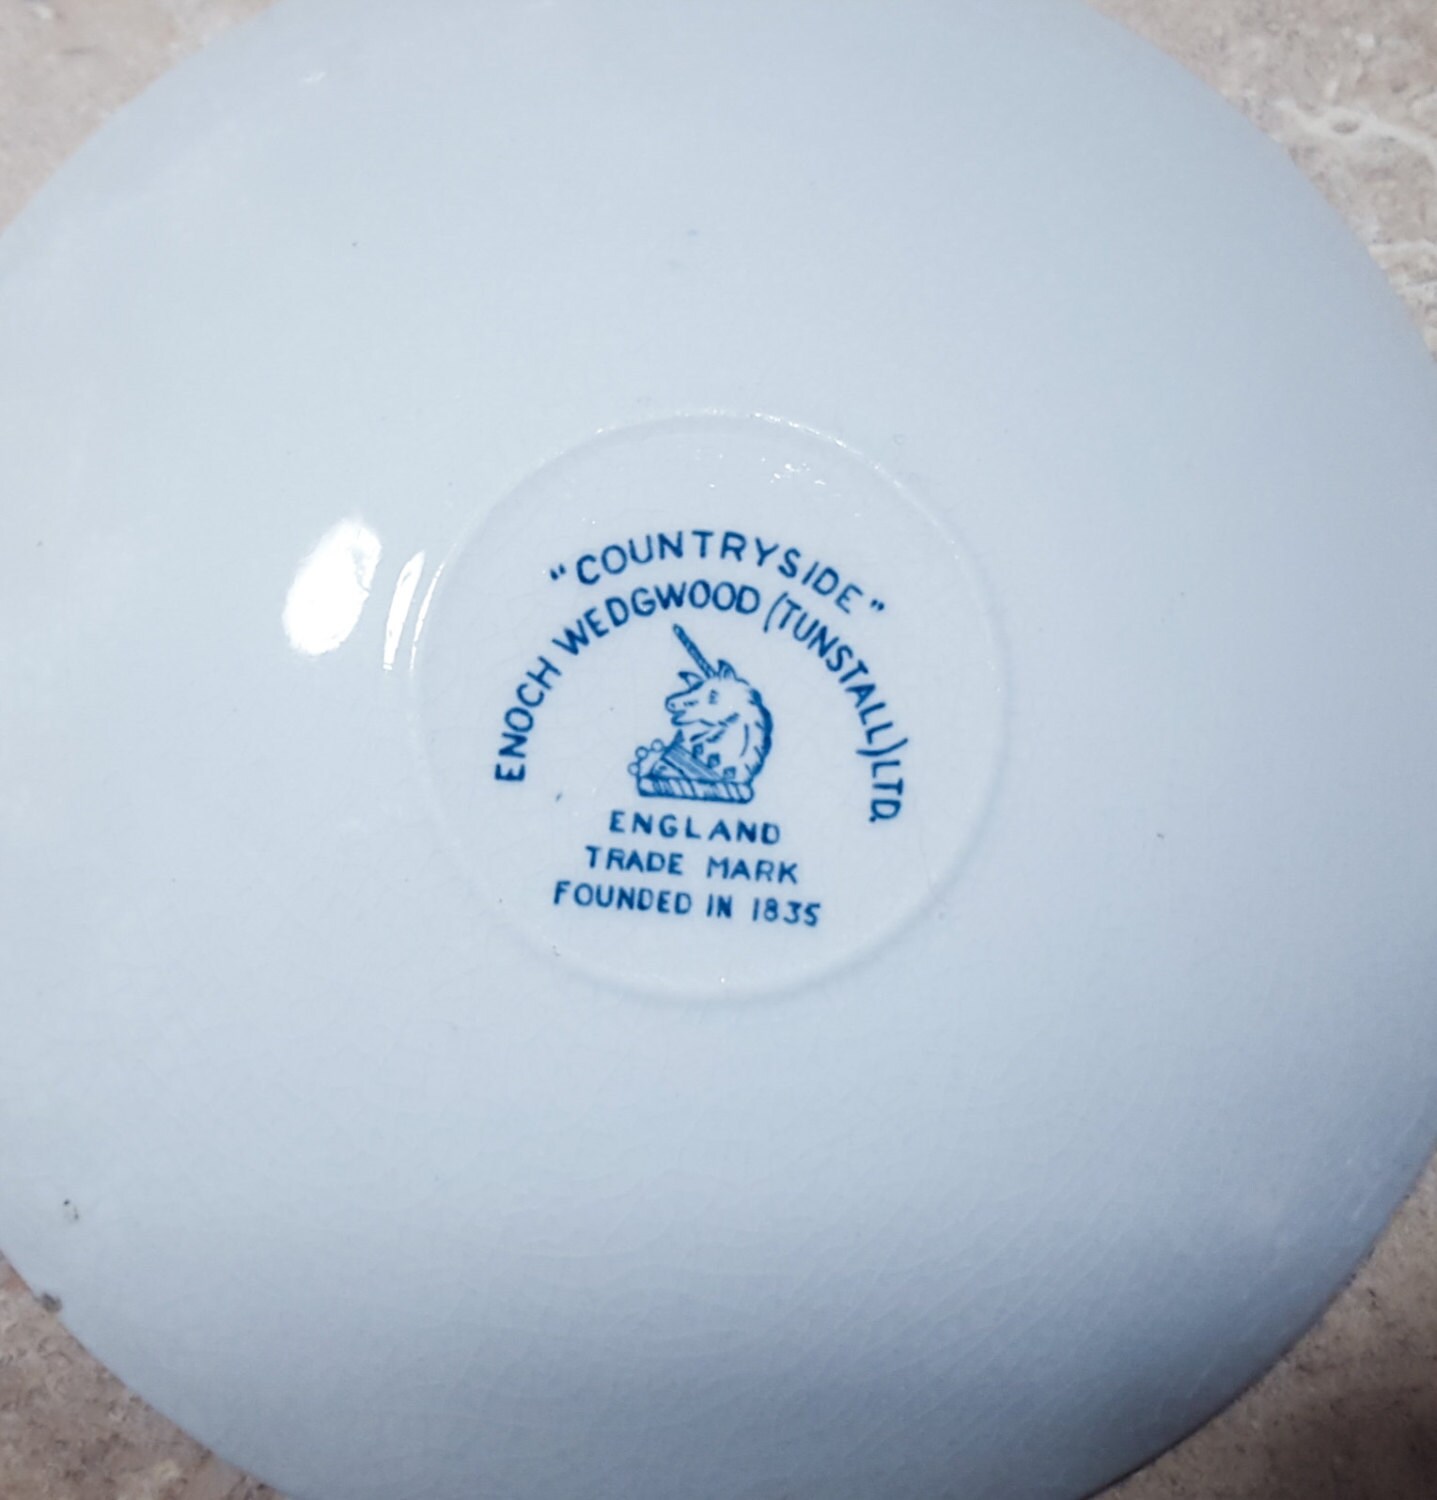 "COUNTRYSIDE"
ENOCH WEDGWOOD (TUNSTALL) LTD.
ENGLAND
TRADE MARK
FOUNDED IN 1835